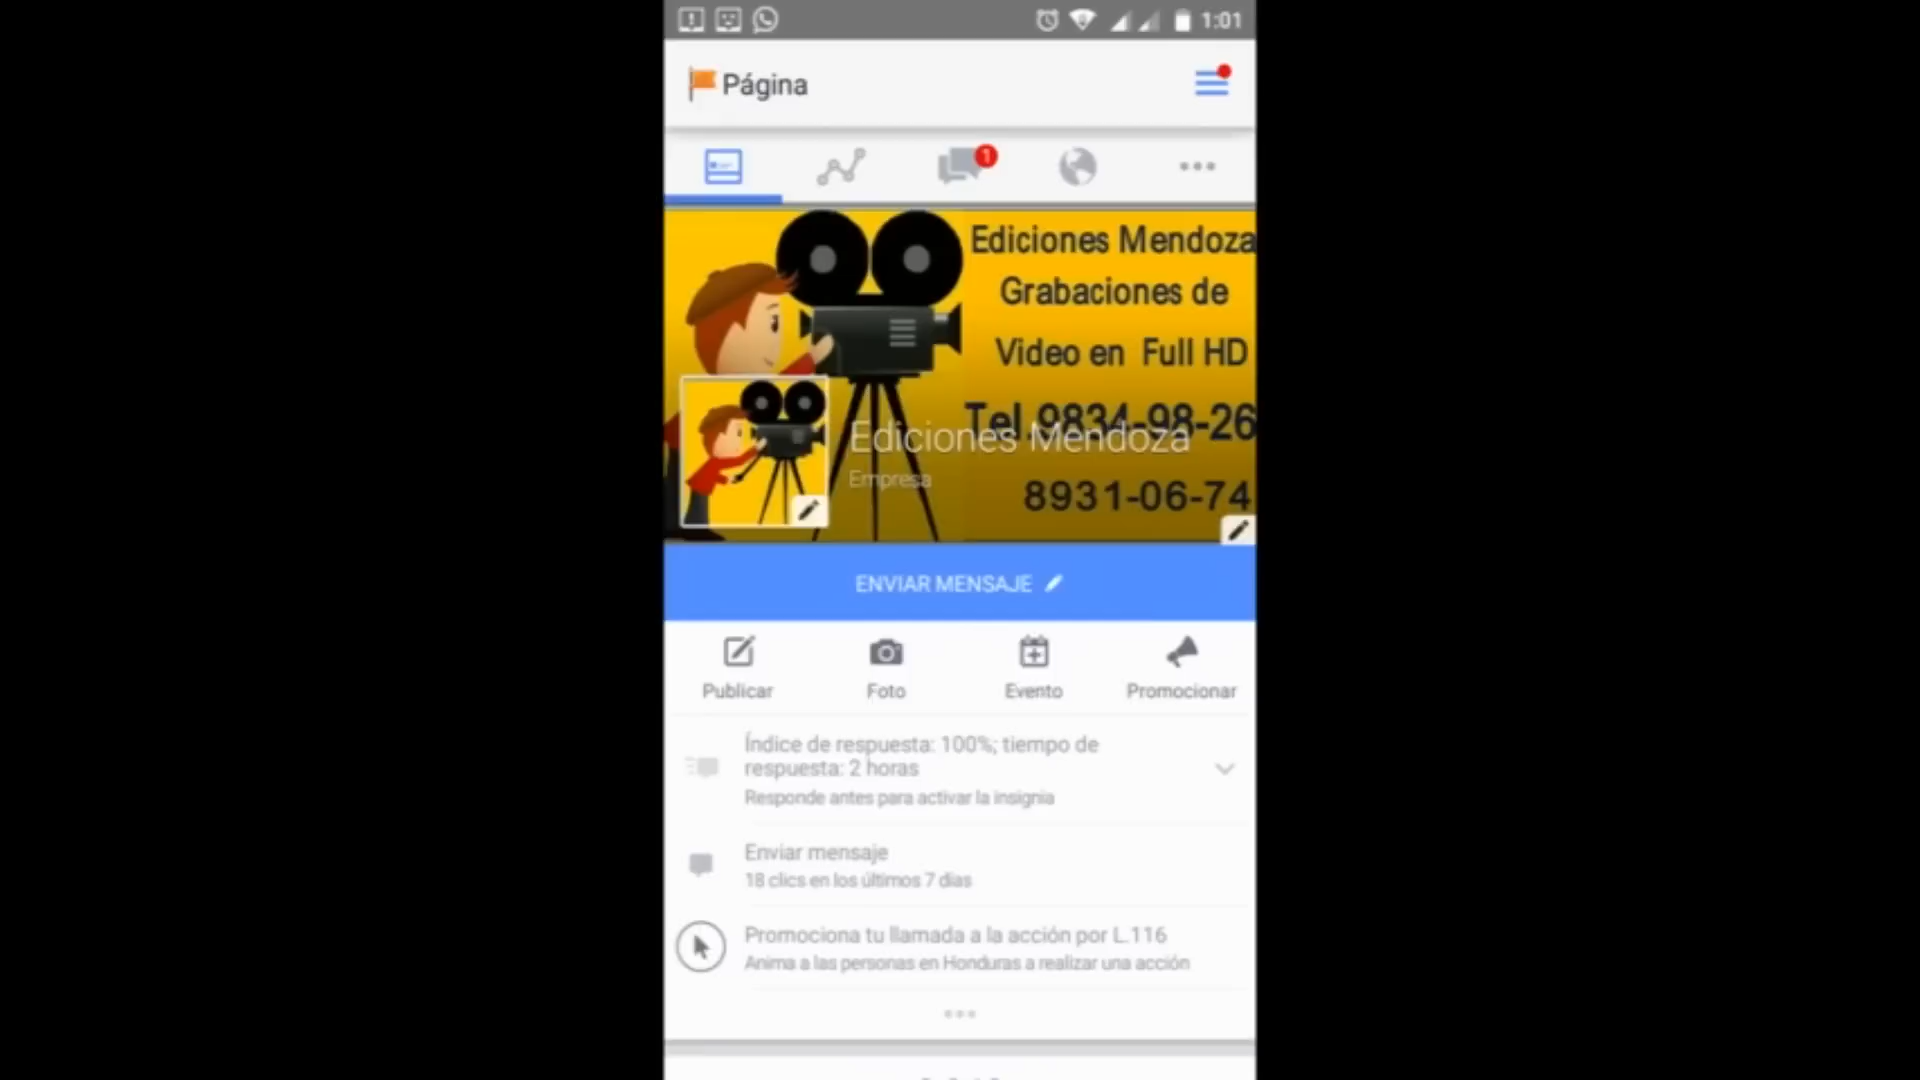 1:01
Página
1
Ediciones Mendoza
Grabaciones de
Video en Full HD
Tel.9834-98-26
Ediciones Mendoza
Empresa
8931-06-74
ENVIAR MENSAJE
Publicar
Foto
Evento
Promocionar
Índice de respuesta: 100%; tiempo de
respuesta: 2 horas
Responde antes para activar la insignia
Enviar mensaje
18 clics en los últimos 7 días
Promociona tu llamada a la acción por L.116
Anima a las personas en Honduras a realizar una acción